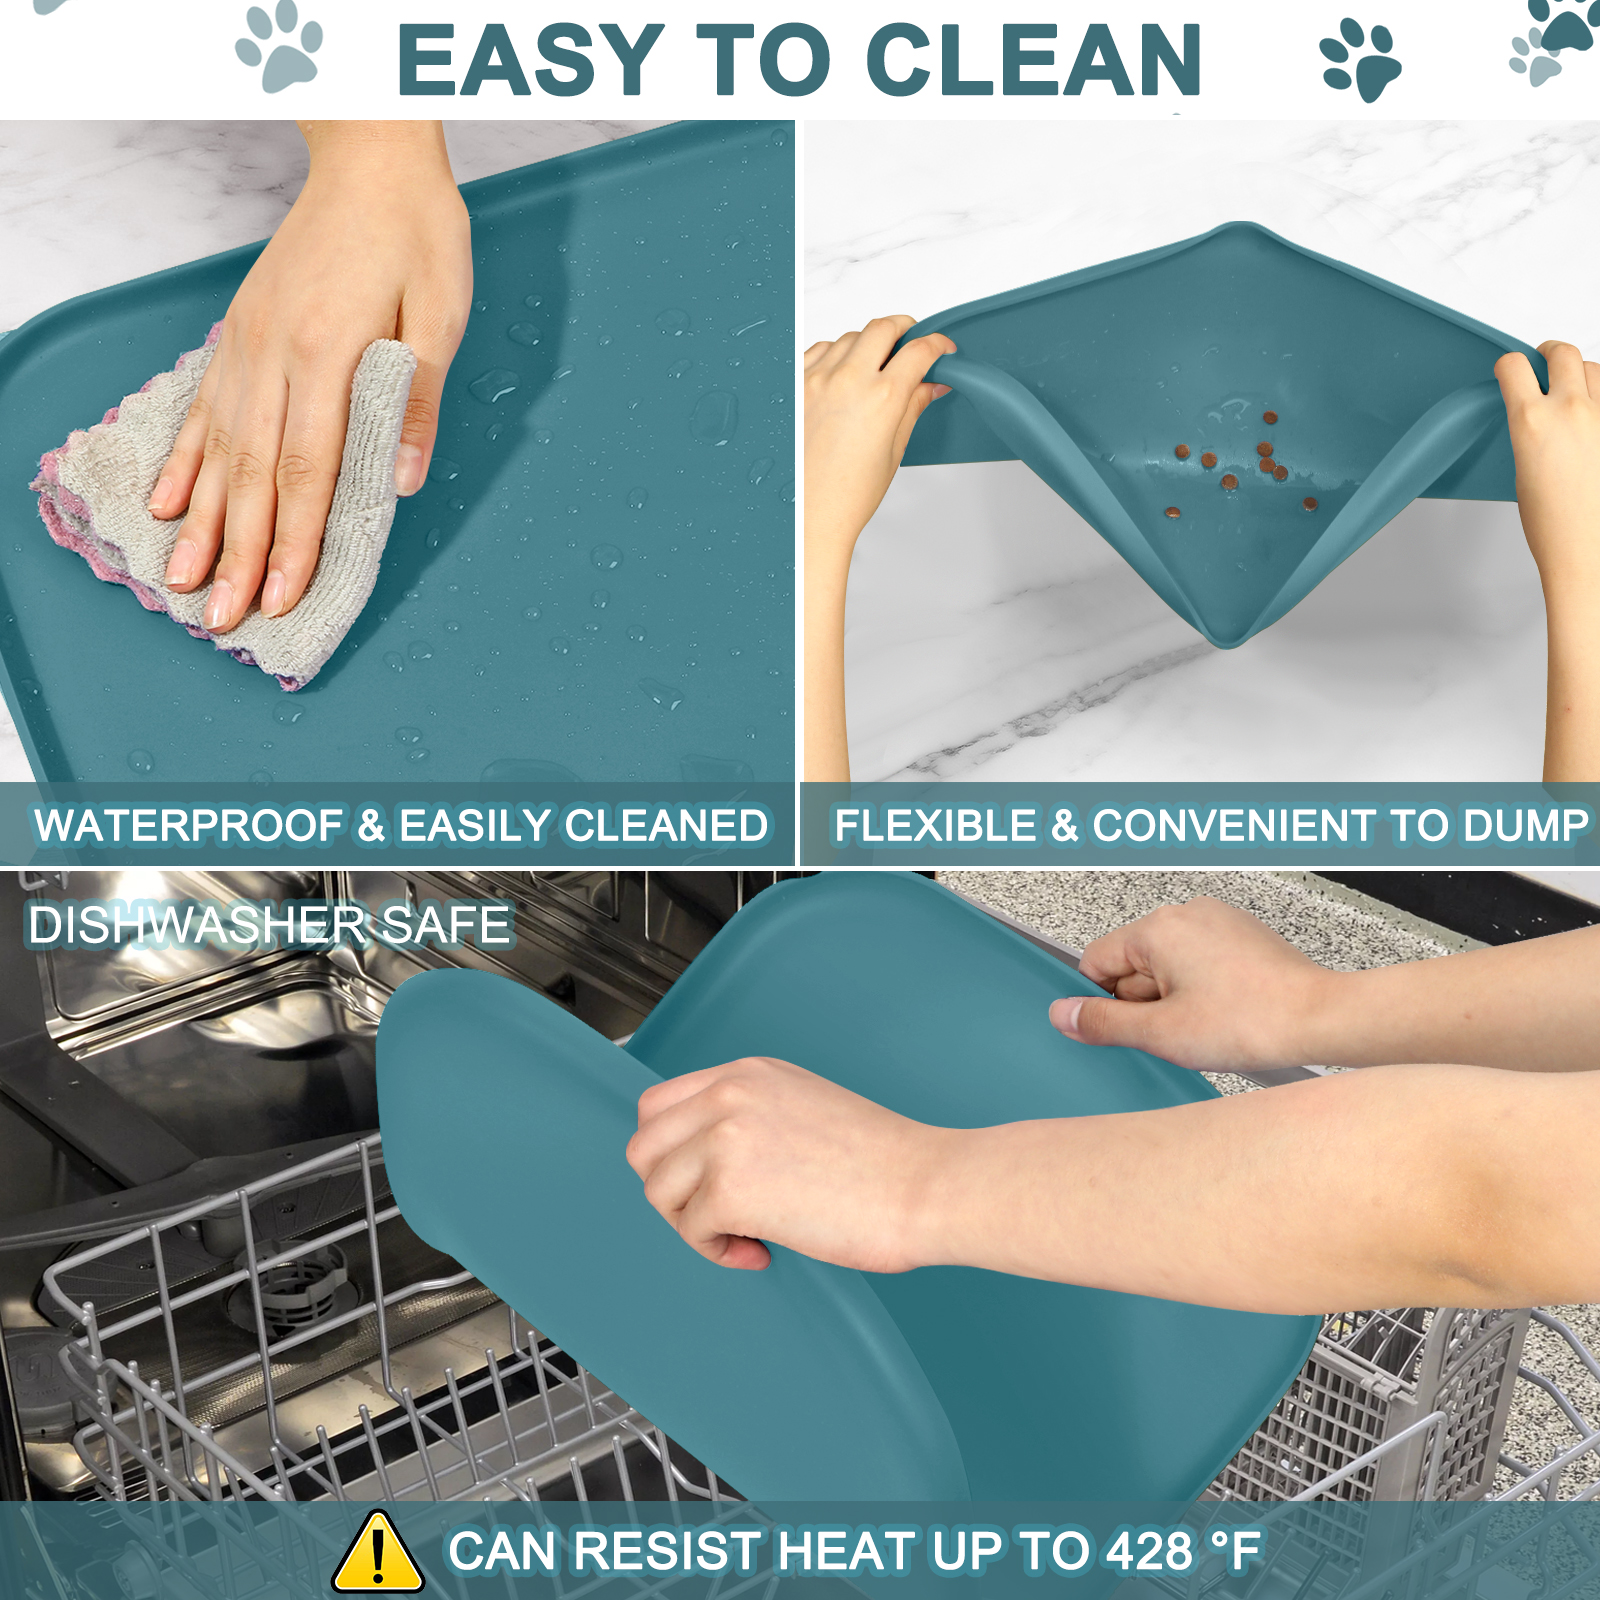 EASY TO CLEAN
WATERPROOF & EASILY CLEANED
FLEXIBLE & CONVENIENT TO DUMP
DISHWASHER SAFE
CAN RESIST HEAT UP TO 428 °F